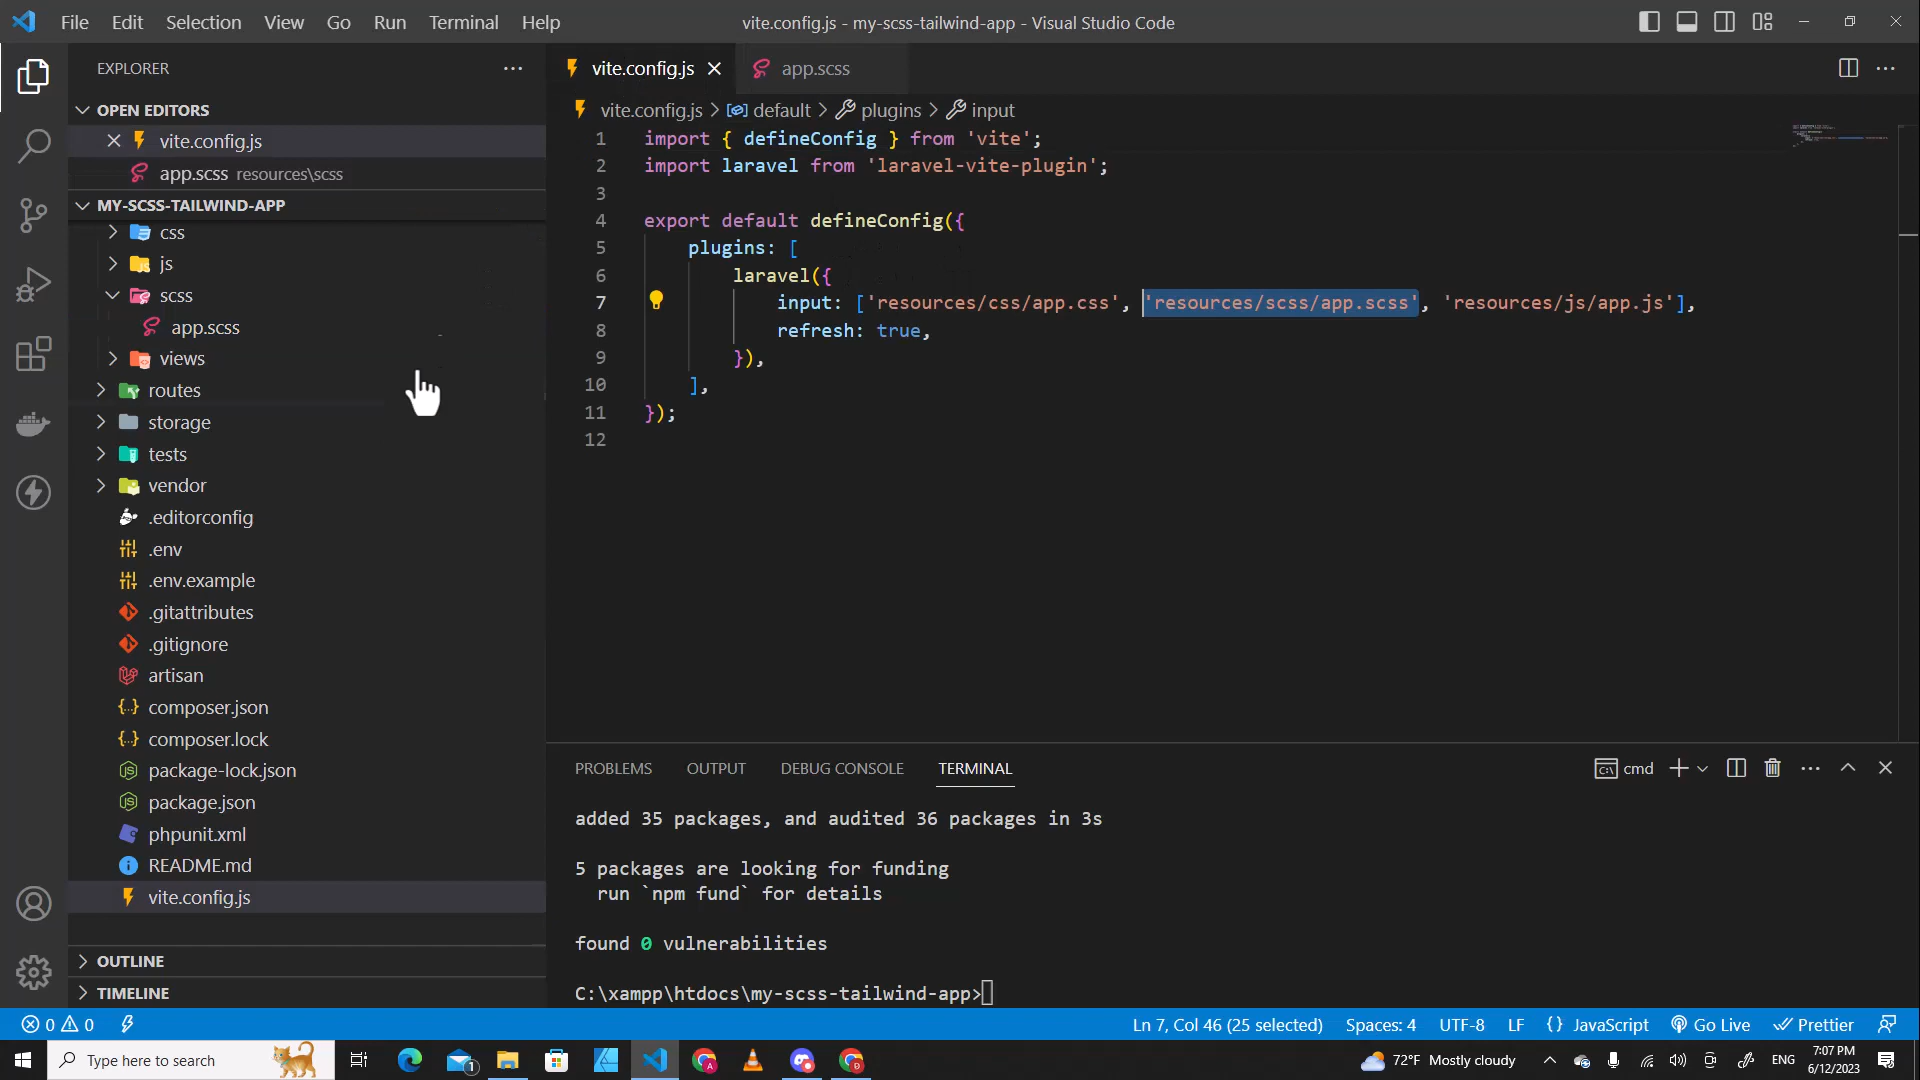 File Edit Selection View Go Run Terminal Help
vite.config.js - my-scss-tailwind-app - Visual Studio Code
EXPLORER
OPEN EDITORS
vite.config.js
app.scss resources\scss
MY-SCSS-TAILWIND-APP
css
js
scss
app.scss
views
routes
storage
tests
vendor
.editorconfig
.env
.env.example
.gitattributes
.gitignore
artisan
composer.json
composer.lock
package-lock.json
package.json
phpunit.xml
README.md
vite.config.js
OUTLINE
TIMELINE
vite.config.js app.scss
vite.config.js > default > plugins > input
1 import { defineConfig } from 'vite';
2 import laravel from 'laravel-vite-plugin';
3
4 export default defineConfig({
5 plugins: [
6 laravel({
7 input: ['resources/css/app.css', 'resources/scss/app.scss', 'resources/js/app.js'],
8 refresh: true,
9 }),
10 ],
11 });
12
PROBLEMS OUTPUT DEBUG CONSOLE TERMINAL
cmd
added 35 packages, and audited 36 packages in 3s
5 packages are looking for funding
run `npm fund` for details
found 0 vulnerabilities
C:\xampp\htdocs\my-scss-tailwind-app>
0 0 Ln 7, Col 46 (25 selected) Spaces: 4 UTF-8 LF {} JavaScript Go Live Prettier
Type here to search
1
72°F Mostly cloudy
ENG
7:07 PM
6/12/2023